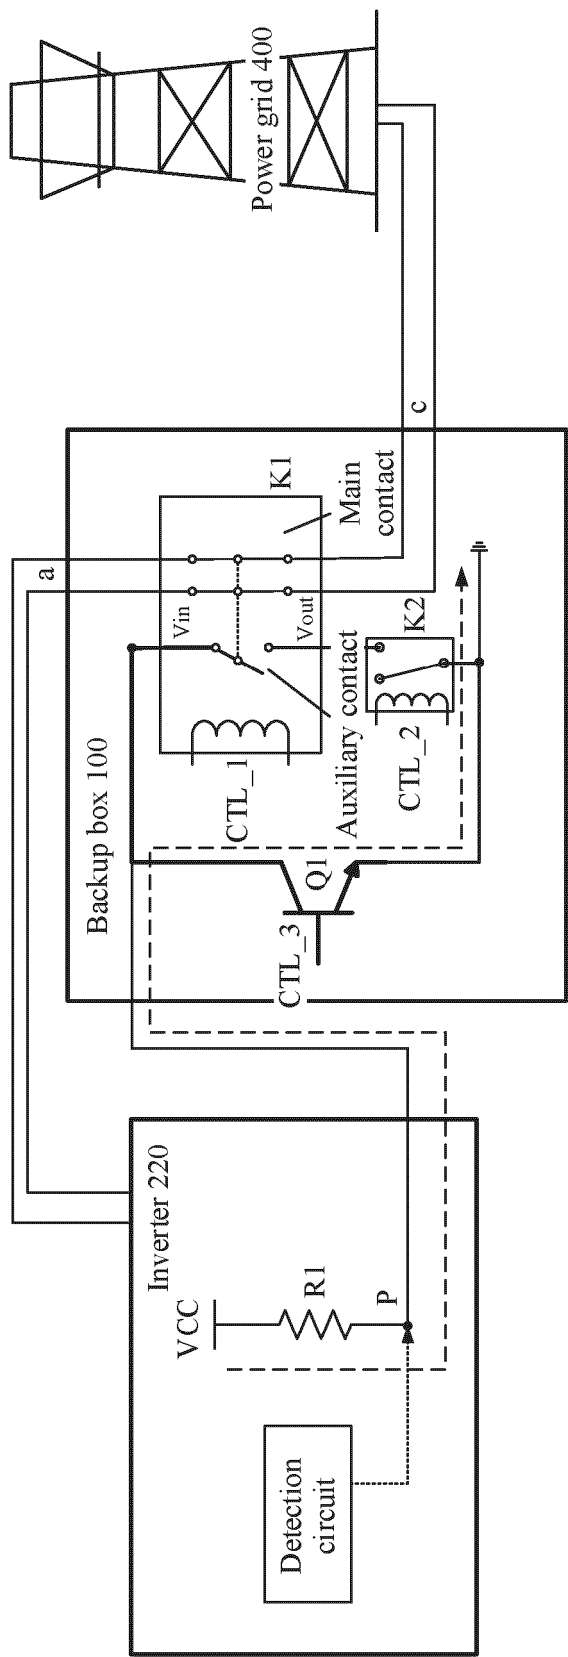 Power grid 400
a
c
Backup box 100
K1
Main
contact
Vin
Vout
CTL_1
Auxiliary contact
K2
CTL_2
Q1
CTL_3
Inverter 220
VCC
R1
P
Detection
circuit